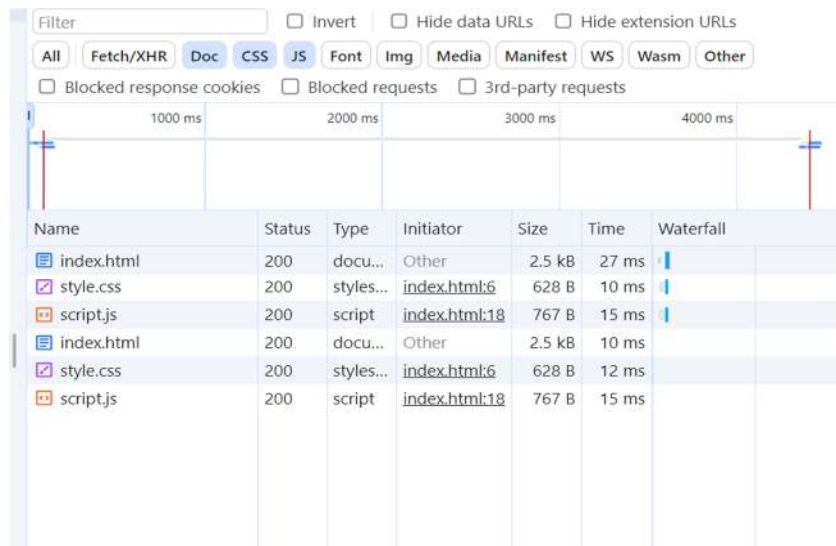 Filter Invert Hide data URLs Hide extension URLs
All Fetch/XHR Doc CSS JS Font Img Media Manifest WS Wasm Other
Blocked response cookies Blocked requests 3rd-party requests
1000 ms 2000 ms 3000 ms 4000 ms
Name Status Type Initiator Size Time Waterfall
index.html 200 docu... Other 2.5 kB 27 ms
style.css 200 styles... index.html:6 628 B 10 ms
script.js 200 script index.html:18 767 B 15 ms
index.html 200 docu... Other 2.5 kB 10 ms
style.css 200 styles... index.html:6 628 B 12 ms
script.js 200 script index.html:18 767 B 15 ms